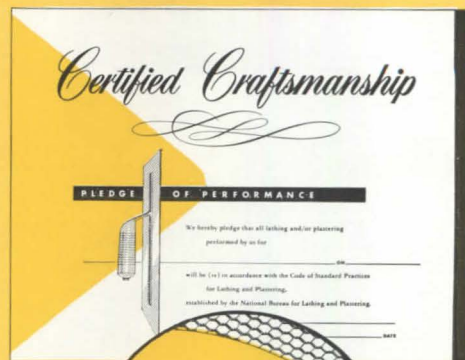 Certified Craftsmanship
PLEDGE OF PERFORMANCE
We hereby pledge that all lathing and/or plastering
performed by us for
ON
will be (is) in accordance with the Code of Standard Practices
for Lathing and Plastering,
established by the National Bureau for Lathing and Plastering.
DATE